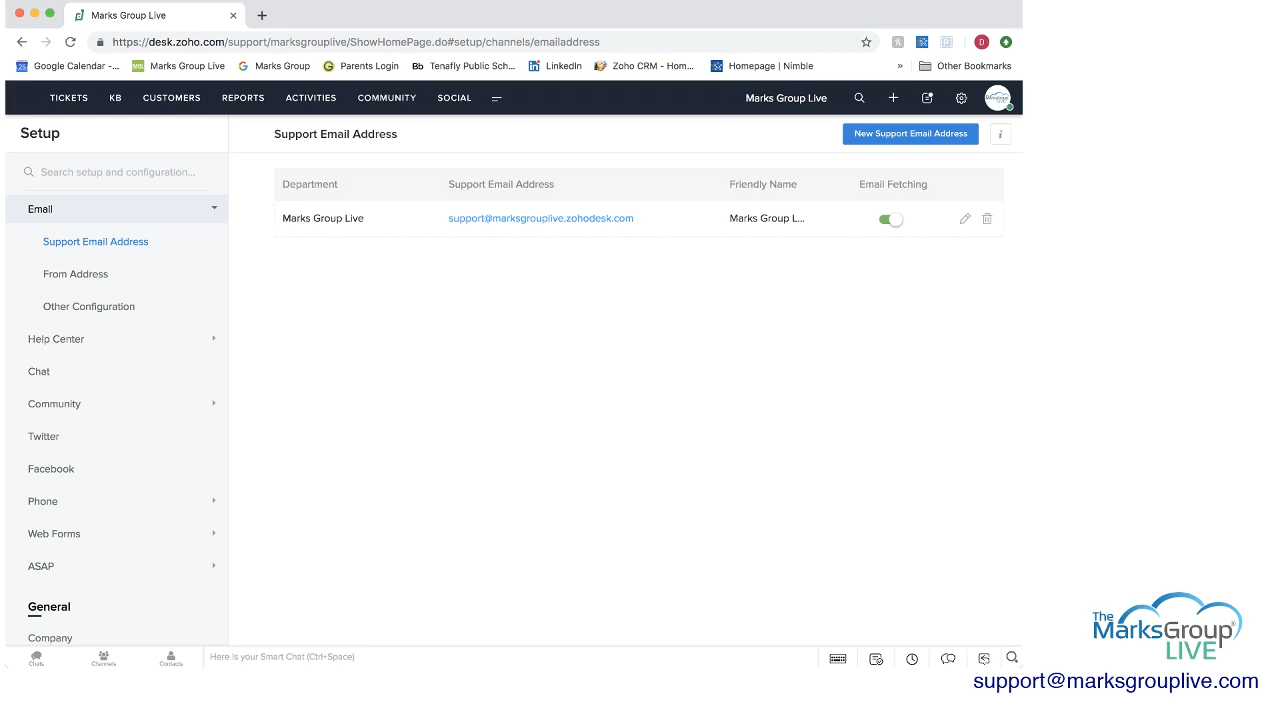 Marks Group Live
https://desk.zoho.com/support/marksgrouplive/ShowHomePage.do#setup/channels/emailaddress
D
25 Google Calendar -... MGL Marks Group Live Marks Group Parents Login Bb Tenafly Public Sch... LinkedIn Zoho CRM - Hom... Homepage | Nimble » Other Bookmarks
TICKETS KB CUSTOMERS REPORTS ACTIVITIES COMMUNITY SOCIAL Marks Group Live
Setup
Support Email Address New Support Email Address i
Search setup and configuration...
Department Support Email Address Friendly Name Email Fetching
Email
Marks Group Live support@marksgrouplive.zohodesk.com Marks Group L...
Support Email Address
From Address
Other Configuration
Help Center
Chat
Community
Twitter
Facebook
Phone
Web Forms
ASAP
General
Company
Chats Channels Contacts
Here is your Smart Chat (Ctrl+Space)
The
MarksGroup
LIVE
support@marksgrouplive.com